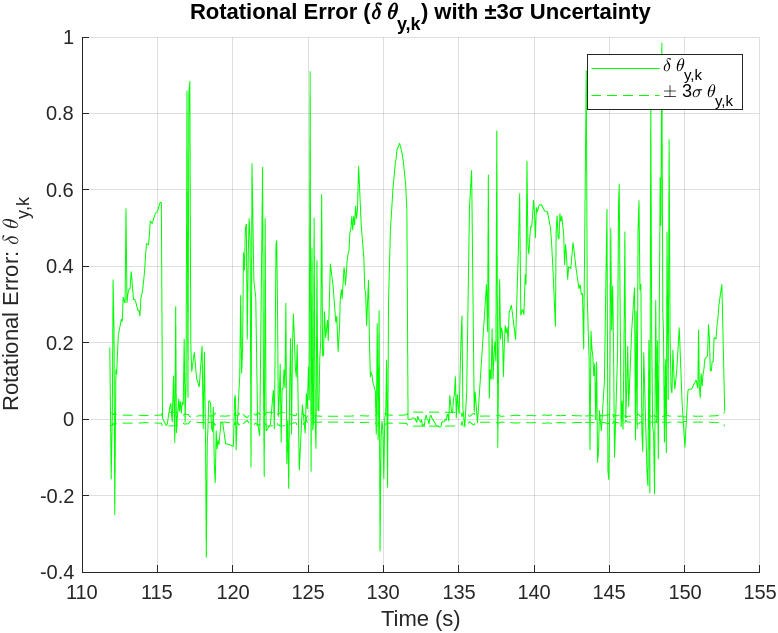 Rotational Error (δ θy,k) with ±3σ Uncertainty
δ θy,k
± 3σ θy,k
Rotational Error: δ θy,k
1
0.8
0.6
0.4
0.2
0
-0.2
-0.4
110 115 120 125 130 135 140 145 150 155
Time (s)